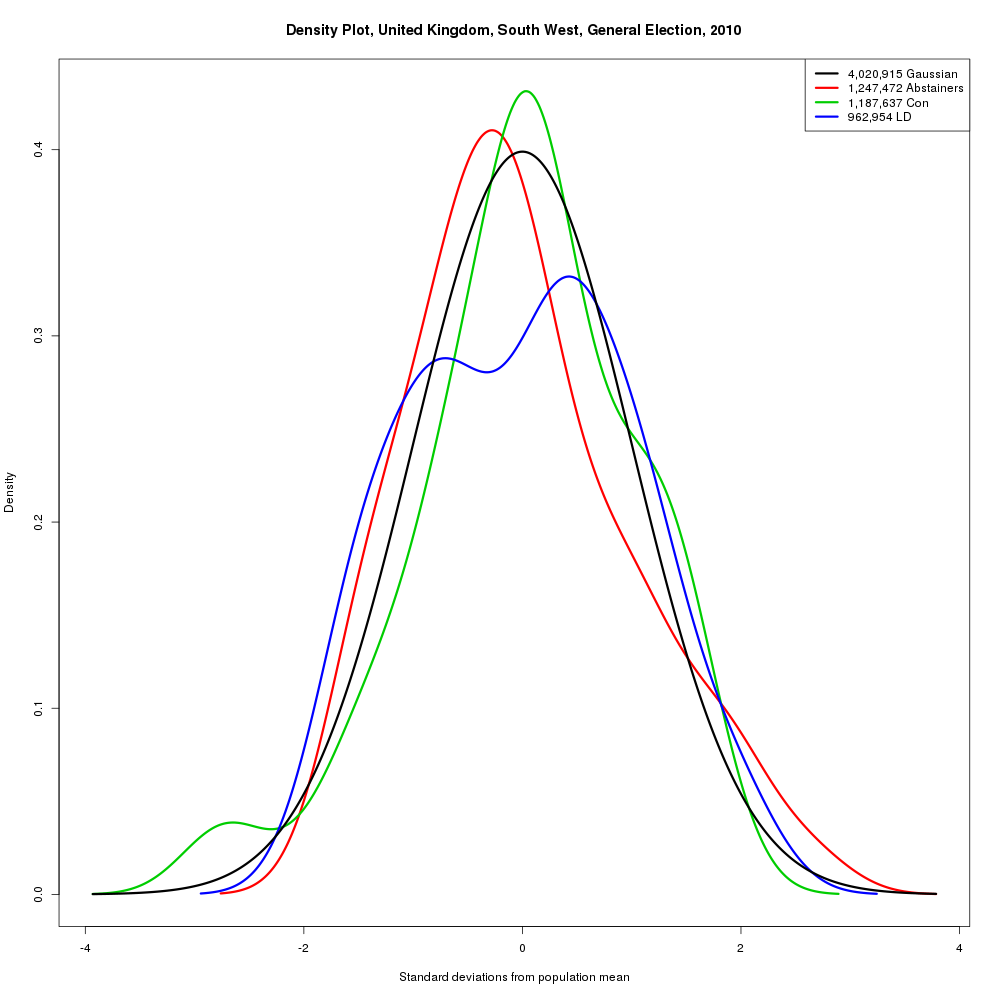 Density Plot, United Kingdom, South West, General Election, 2010
4,020,915 Gaussian
1,247,472 Abstainers
1,187,637 Con
962,954 LD
Density
0.4
0.3
0.2
0.1
0.0
-4 -2 0 2 4
Standard deviations from population mean